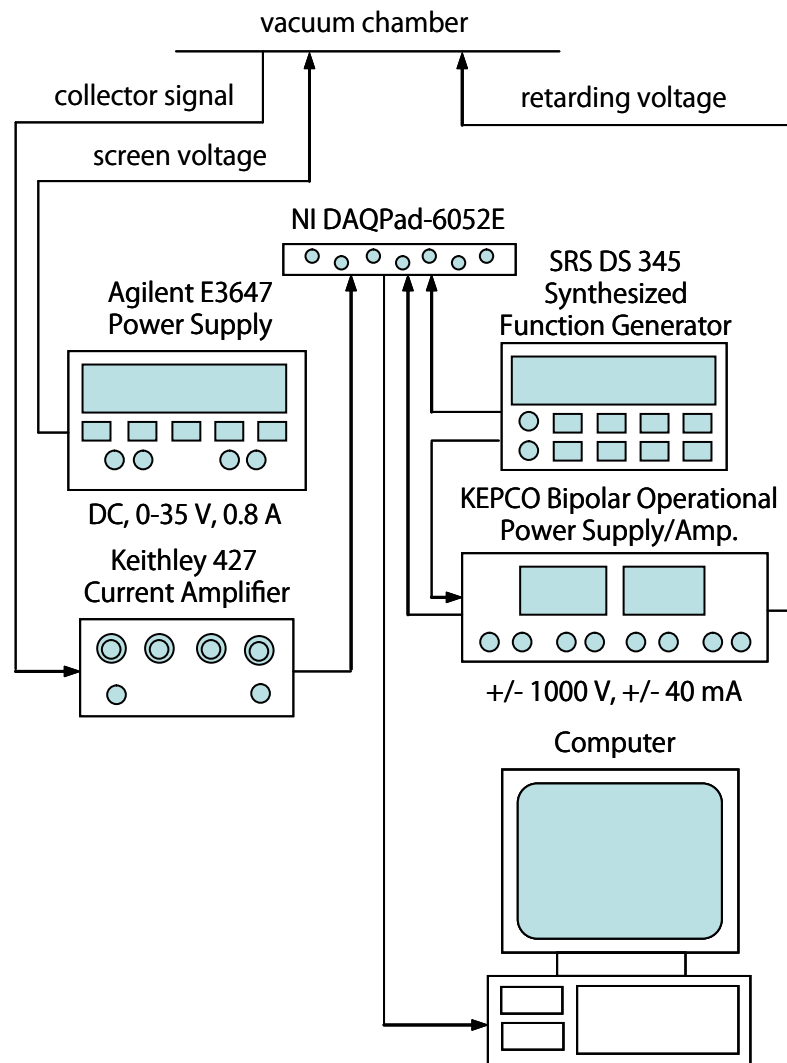 vacuum chamber
collector signal
retarding voltage
screen voltage
NI DAQPad-6052E
SRS DS 345
Synthesized
Function Generator
Agilent E3647
Power Supply
DC, 0-35 V, 0.8 A
KEPCO Bipolar Operational
Power Supply/Amp.
Keithley 427
Current Amplifier
+/- 1000 V, +/- 40 mA
Computer